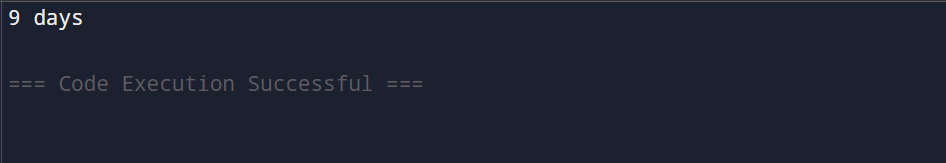 9 days
=== Code Execution Successful ===